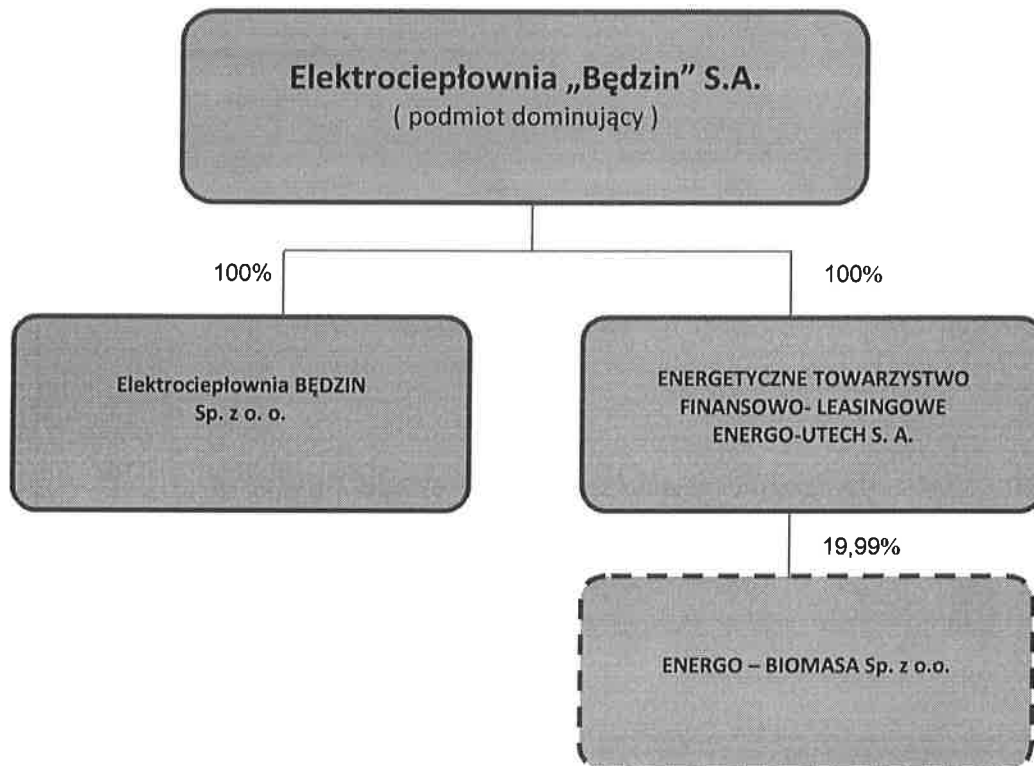 Elektrociepłownia „Będzin” S.A.
( podmiot dominujący )
100%
100%
Elektrociepłownia BĘDZIN
Sp. z o. o.
ENERGETYCZNE TOWARZYSTWO
FINANSOWO- LEASINGOWE
ENERGO-UTECH S. A.
19,99%
ENERGO – BIOMASA Sp. z o.o.